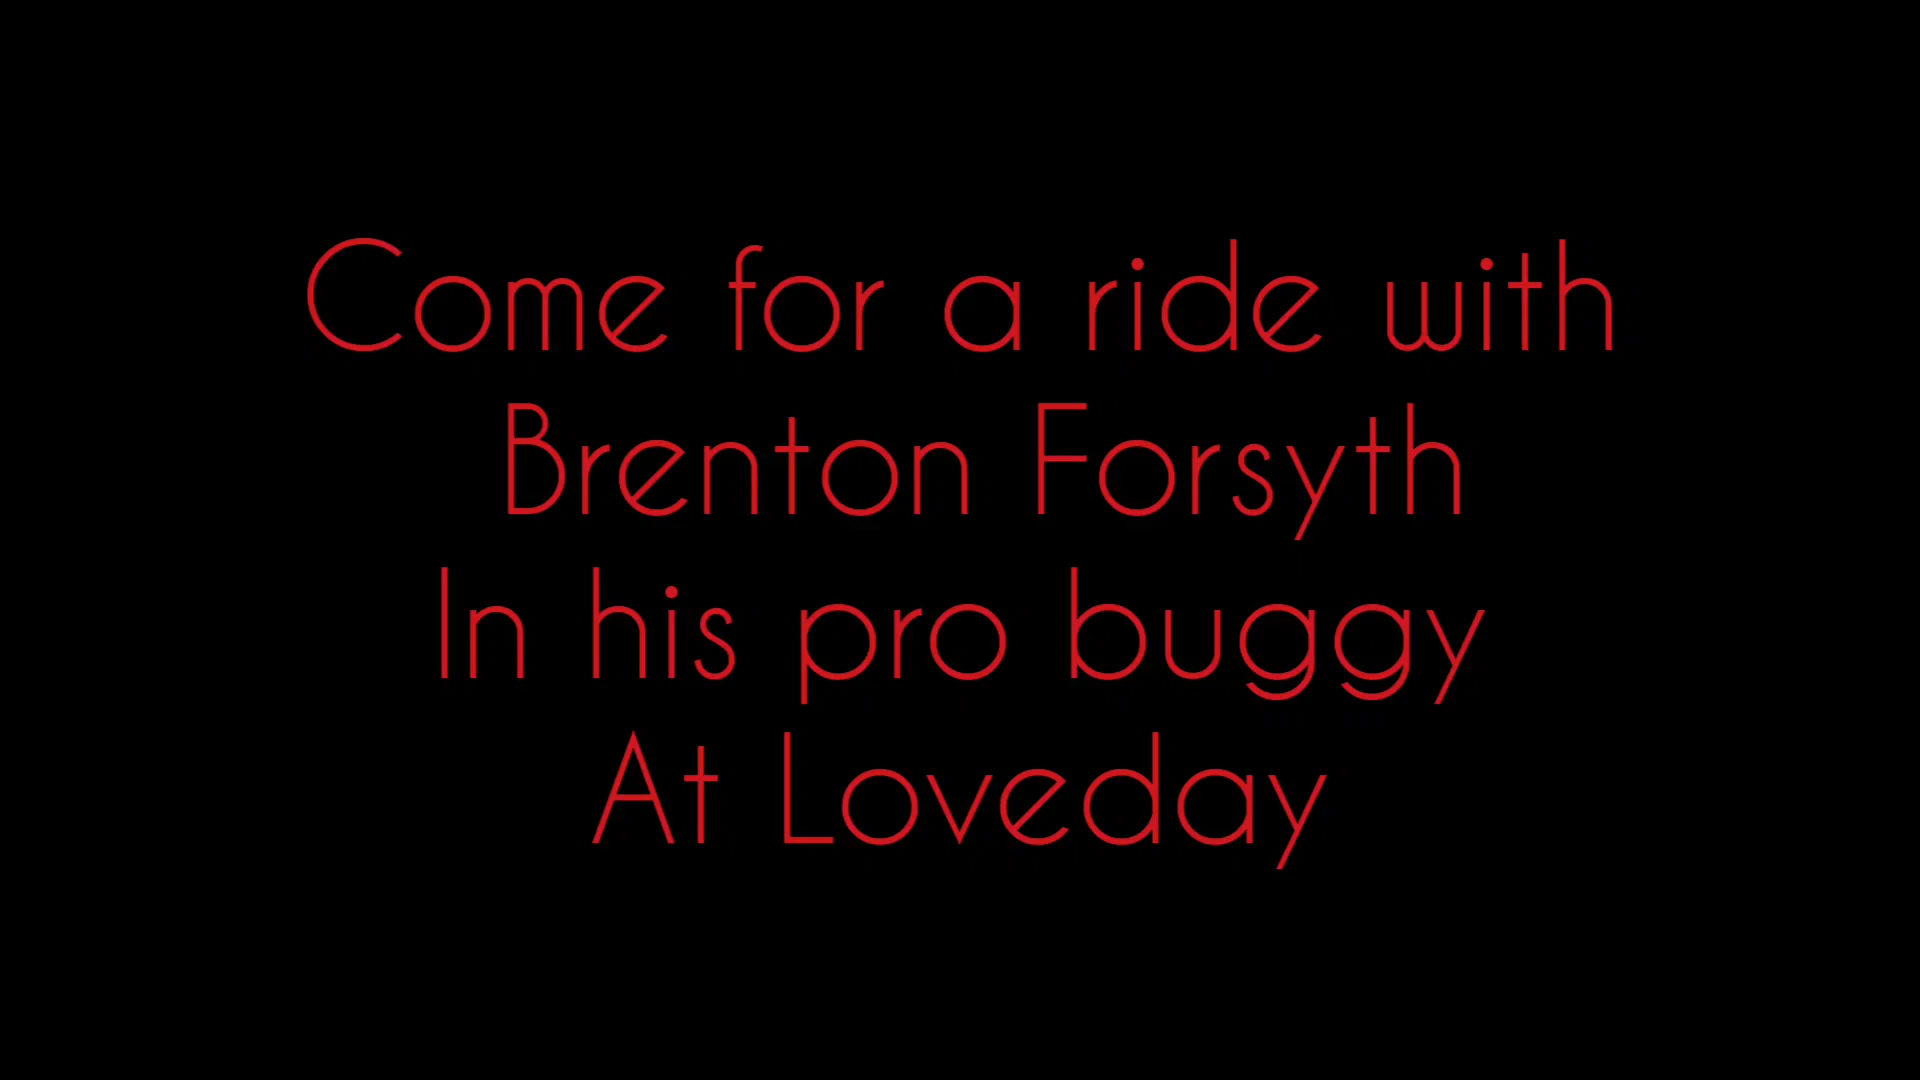 Come for a ride with
Brenton Forsyth
In his pro buggy
At Loveday